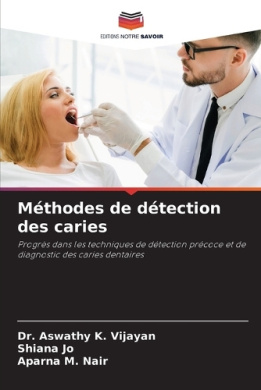 EDITIONS NOTRE SAVOIR
Méthodes de détection
des caries
Progrès dans les techniques de détection précoce et de
diagnostic des caries dentaires
Dr. Aswathy K. Vijayan
Shiana Jo
Aparna M. Nair